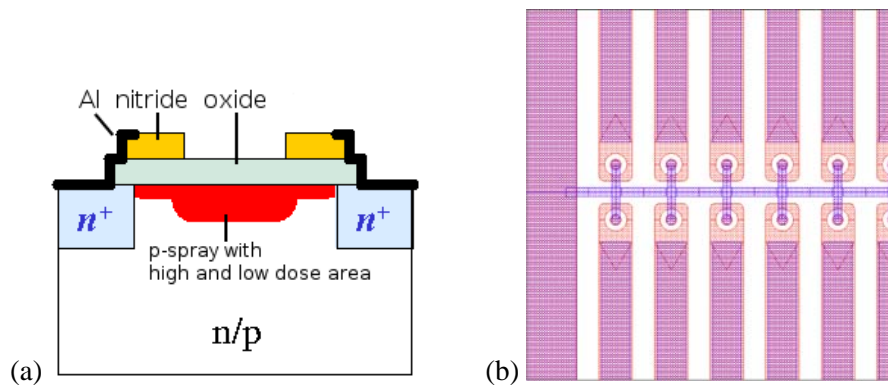 Al nitride oxide
n+
n+
p-spray with
high and low dose area
n/p
(a)
(b)